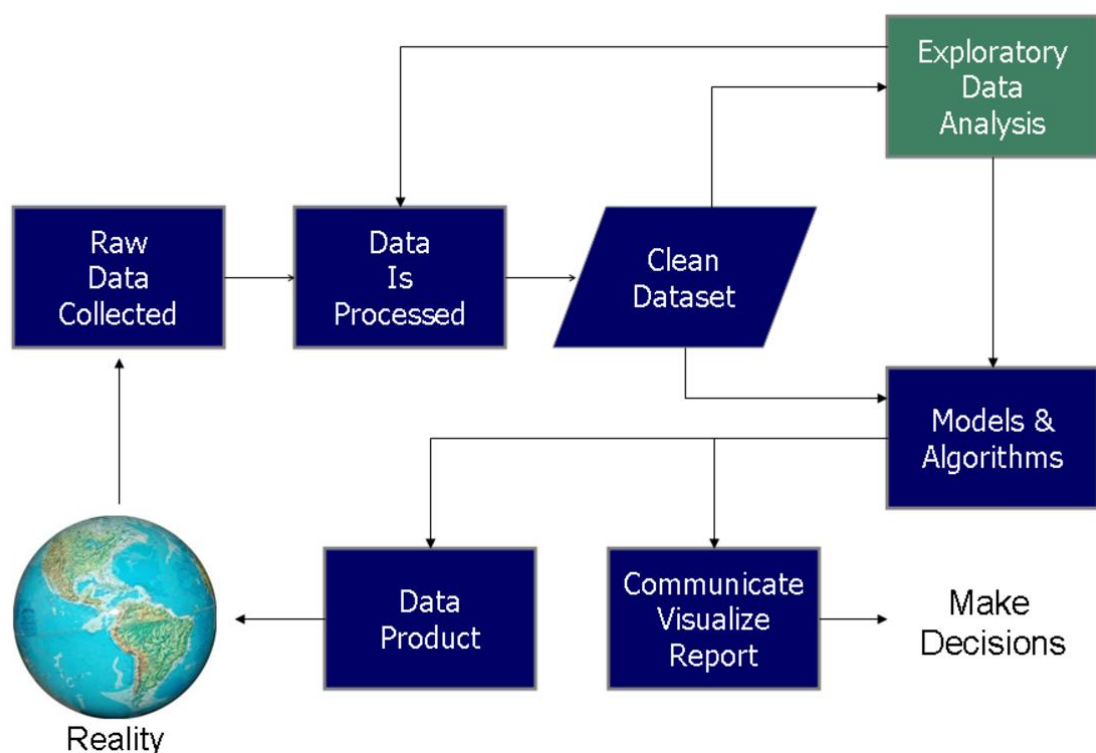 Exploratory
Data
Analysis
Raw
Data
Collected
Data
Is
Processed
Clean
Dataset
Models &
Algorithms
Data
Product
Communicate
Visualize
Report
Make
Decisions
Reality